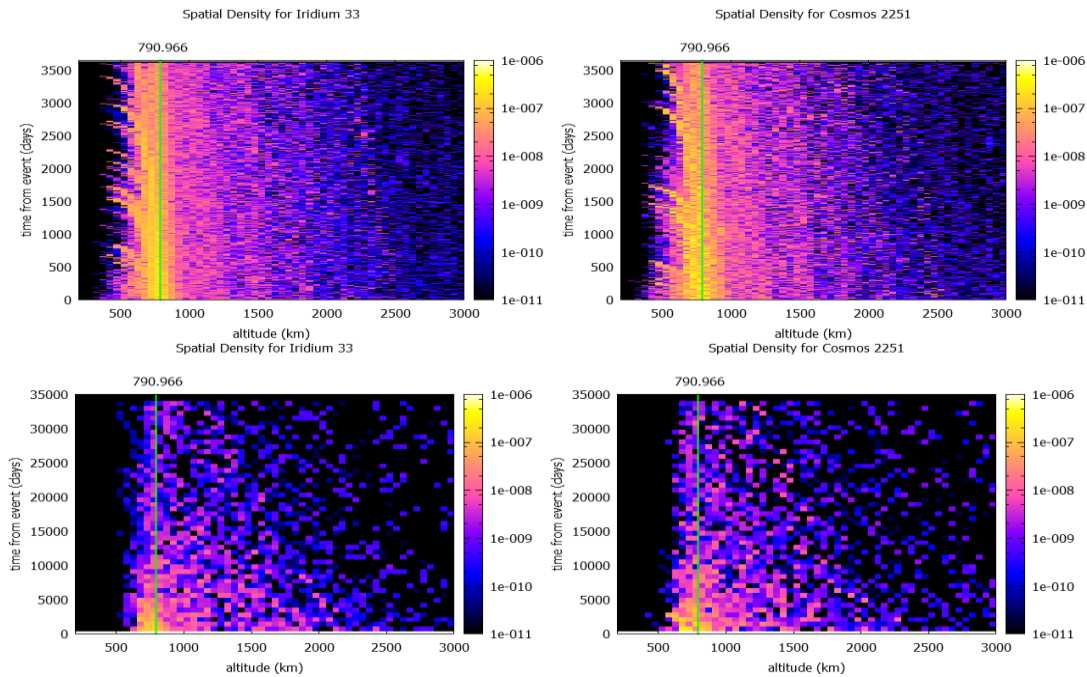 Spatial Density for Iridium 33
790.966
time from event (days)
3500
3000
2500
2000
1500
1000
500
0
500 1000 1500 2000 2500 3000
altitude (km)
1e-006
1e-007
1e-008
1e-009
1e-010
1e-011
Spatial Density for Cosmos 2251
790.966
time from event (days)
3500
3000
2500
2000
1500
1000
500
0
500 1000 1500 2000 2500 3000
altitude (km)
1e-006
1e-007
1e-008
1e-009
1e-010
1e-011
Spatial Density for Iridium 33
790.966
time from event (days)
35000
30000
25000
20000
15000
10000
5000
0
500 1000 1500 2000 2500 3000
altitude (km)
1e-006
1e-007
1e-008
1e-009
1e-010
1e-011
Spatial Density for Cosmos 2251
790.966
time from event (days)
35000
30000
25000
20000
15000
10000
5000
0
500 1000 1500 2000 2500 3000
altitude (km)
1e-006
1e-007
1e-008
1e-009
1e-010
1e-011